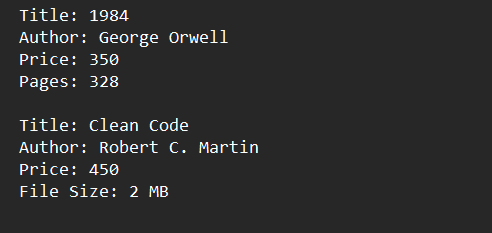 Title: 1984
Author: George Orwell
Price: 350
Pages: 328

Title: Clean Code
Author: Robert C. Martin
Price: 450
File Size: 2 MB